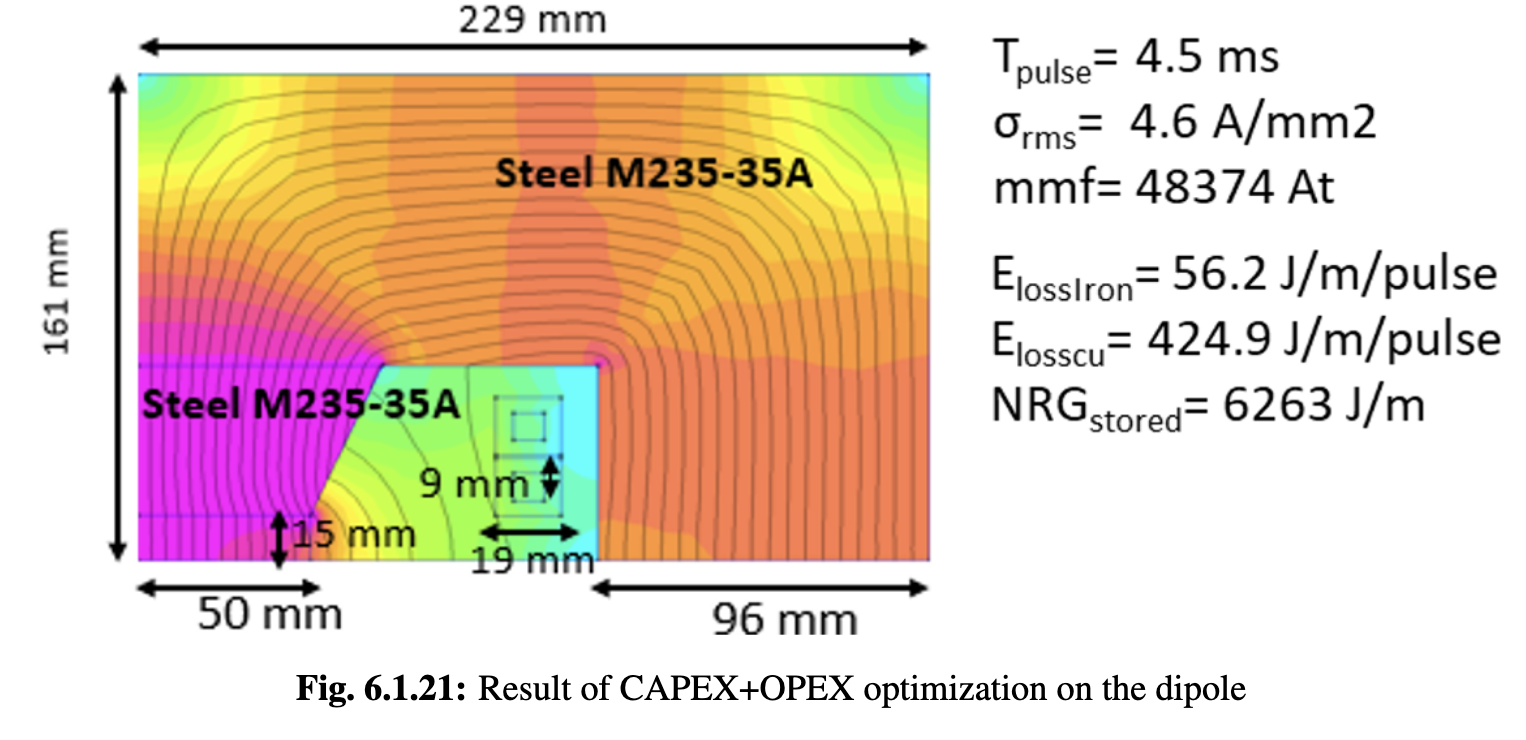 229 mm
161 mm
Steel M235-35A
Steel M235-35A
9 mm
15 mm
19 mm
50 mm
96 mm
Tpulse= 4.5 ms
σrms= 4.6 A/mm2
mmf= 48374 At
ElossIron= 56.2 J/m/pulse
Elosscu= 424.9 J/m/pulse
NRGstored= 6263 J/m
Fig. 6.1.21: Result of CAPEX+OPEX optimization on the dipole